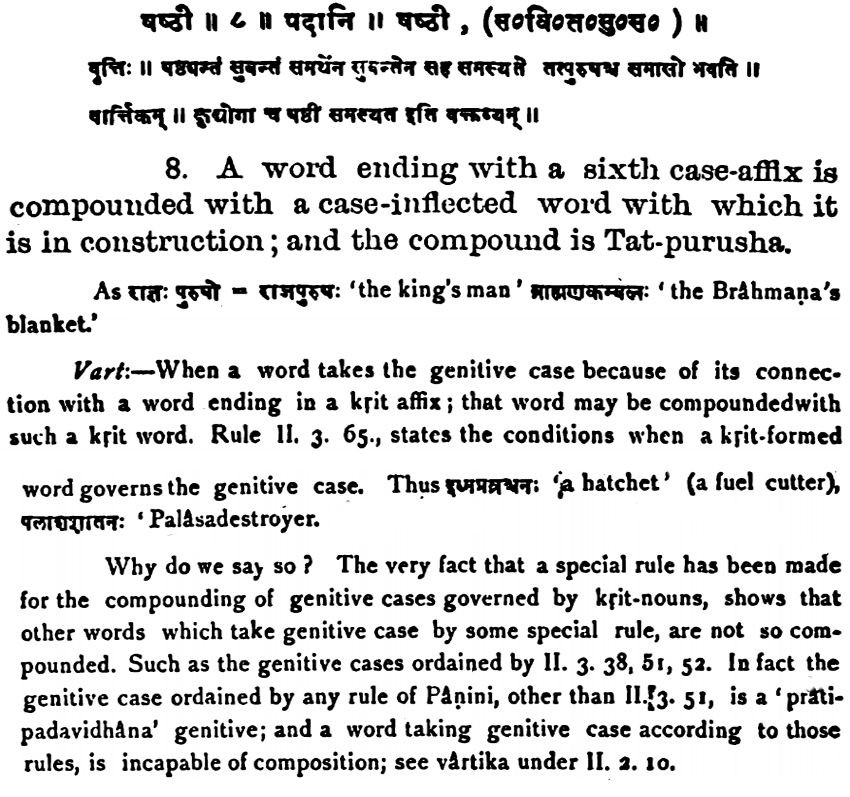 षष्ठी ॥ ८ ॥ पदानि ॥ षष्ठी , (स०वि०त०सु०स० ) ॥
वृत्तिः ॥ षष्ठ्यन्तं सुबन्तं समर्थेन सुबन्तेन सह समस्यते तत्पुरुषश्च समासो भवति ॥
वार्त्तिकम् ॥ कृद्योगा च षष्ठी समस्यत इति वक्तव्यम् ॥
8. A word ending with a sixth case-affix is
compounded with a case-inflected word with which it
is in construction; and the compound is Tat-purusha.
As राज्ञः पुरुषो = राजपुरुषः 'the king's man' ब्राह्मणकम्बलः 'the Brâhmaṇa's
blanket.'
Vart:—When a word takes the genitive case because of its connec-
tion with a word ending in a kṛit affix; that word may be compoundedwith
such a kṛit word. Rule II. 3. 65., states the conditions when a kṛit-formed
word governs the genitive case. Thus इध्मप्रव्रश्चनः 'a hatchet' (a fuel cutter),
पलाशशातनः 'Palâsadestroyer.
Why do we say so? The very fact that a special rule has been made
for the compounding of genitive cases governed by kṛit-nouns, shows that
other words which take genitive case by some special rule, are not so com-
pounded. Such as the genitive cases ordained by II. 3. 38, 51, 52. In fact the
genitive case ordained by any rule of Pâṇini, other than II. 3. 51, is a 'prâti-
padavidhâna' genitive; and a word taking genitive case according to those
rules, is incapable of composition; see vârtika under II. 2. 10.